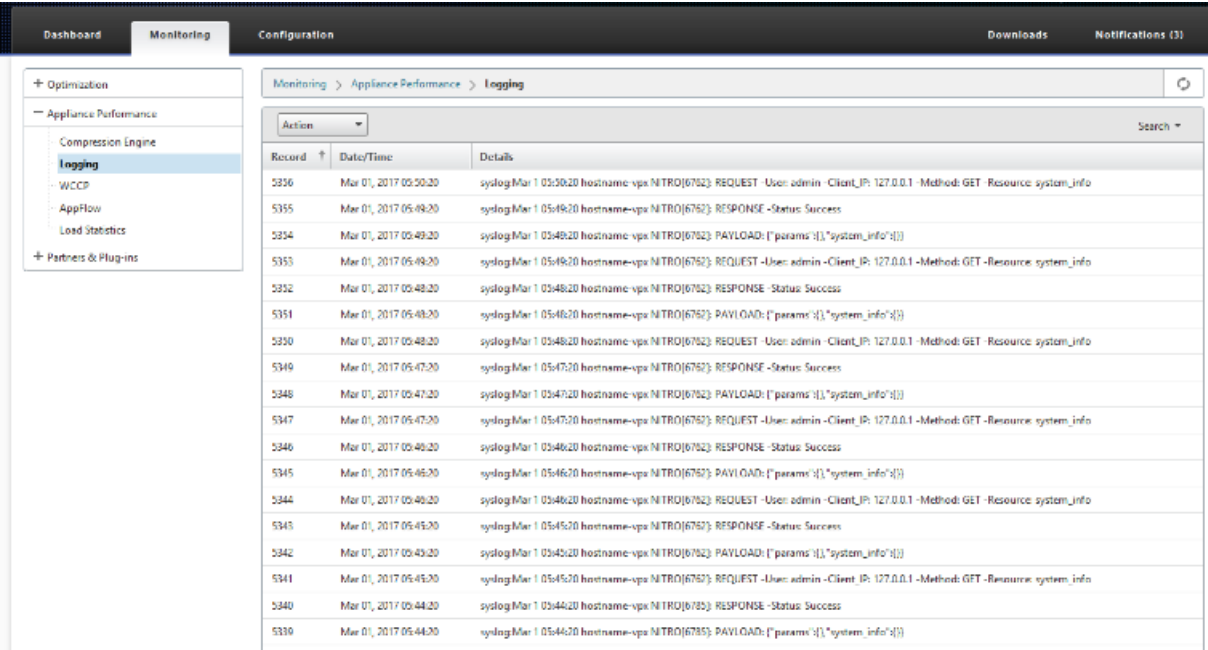 Dashboard Monitoring Configuration Downloads Notifications (3)
+ Optimization
— Appliance Performance
Compression Engine
Logging
WCCP
AppFlow
Load Statistics
+ Partners & Plug-ins
Monitoring > Appliance Performance > Logging
Action Search
Record Date/Time Details
5356 Mar 01, 2017 05:50:20 syslog:Mar 1 05:50:20 hostname-vpx NITRO[6762]: REQUEST -User: admin -Client_IP: 127.0.0.1 -Method: GET -Resource: system_info
5355 Mar 01, 2017 05:49:20 syslog:Mar 1 05:49:20 hostname-vpx NITRO[6762]: RESPONSE -Status: Success
5354 Mar 01, 2017 05:49:20 syslog:Mar 1 05:49:20 hostname-vpx NITRO[6762]: PAYLOAD: {"params":{},"system_info":{}}
5353 Mar 01, 2017 05:49:20 syslog:Mar 1 05:49:20 hostname-vpx NITRO[6762]: REQUEST -User: admin -Client_IP: 127.0.0.1 -Method: GET -Resource: system_info
5352 Mar 01, 2017 05:48:20 syslog:Mar 1 05:48:20 hostname-vpx NITRO[6762]: RESPONSE -Status: Success
5351 Mar 01, 2017 05:48:20 syslog:Mar 1 05:48:20 hostname-vpx NITRO[6762]: PAYLOAD: {"params":{},"system_info":{}}
5350 Mar 01, 2017 05:48:20 syslog:Mar 1 05:48:20 hostname-vpx NITRO[6762]: REQUEST -User: admin -Client_IP: 127.0.0.1 -Method: GET -Resource: system_info
5349 Mar 01, 2017 05:47:20 syslog:Mar 1 05:47:20 hostname-vpx NITRO[6762]: RESPONSE -Status: Success
5348 Mar 01, 2017 05:47:20 syslog:Mar 1 05:47:20 hostname-vpx NITRO[6762]: PAYLOAD: {"params":{},"system_info":{}}
5347 Mar 01, 2017 05:47:20 syslog:Mar 1 05:47:20 hostname-vpx NITRO[6762]: REQUEST -User: admin -Client_IP: 127.0.0.1 -Method: GET -Resource: system_info
5346 Mar 01, 2017 05:46:20 syslog:Mar 1 05:46:20 hostname-vpx NITRO[6762]: RESPONSE -Status: Success
5345 Mar 01, 2017 05:46:20 syslog:Mar 1 05:46:20 hostname-vpx NITRO[6762]: PAYLOAD: {"params":{},"system_info":{}}
5344 Mar 01, 2017 05:46:20 syslog:Mar 1 05:46:20 hostname-vpx NITRO[6762]: REQUEST -User: admin -Client_IP: 127.0.0.1 -Method: GET -Resource: system_info
5343 Mar 01, 2017 05:45:20 syslog:Mar 1 05:45:20 hostname-vpx NITRO[6762]: RESPONSE -Status: Success
5342 Mar 01, 2017 05:45:20 syslog:Mar 1 05:45:20 hostname-vpx NITRO[6762]: PAYLOAD: {"params":{},"system_info":{}}
5341 Mar 01, 2017 05:45:20 syslog:Mar 1 05:45:20 hostname-vpx NITRO[6762]: REQUEST -User: admin -Client_IP: 127.0.0.1 -Method: GET -Resource: system_info
5340 Mar 01, 2017 05:44:20 syslog:Mar 1 05:44:20 hostname-vpx NITRO[6785]: RESPONSE -Status: Success
5339 Mar 01, 2017 05:44:20 syslog:Mar 1 05:44:20 hostname-vpx NITRO[6785]: PAYLOAD: {"params":{},"system_info":{}}